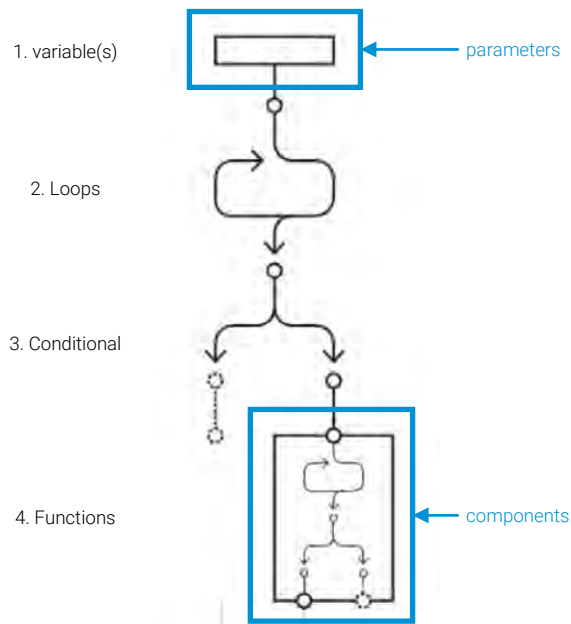 1. variable(s)
parameters
2. Loops
3. Conditional
4. Functions
components